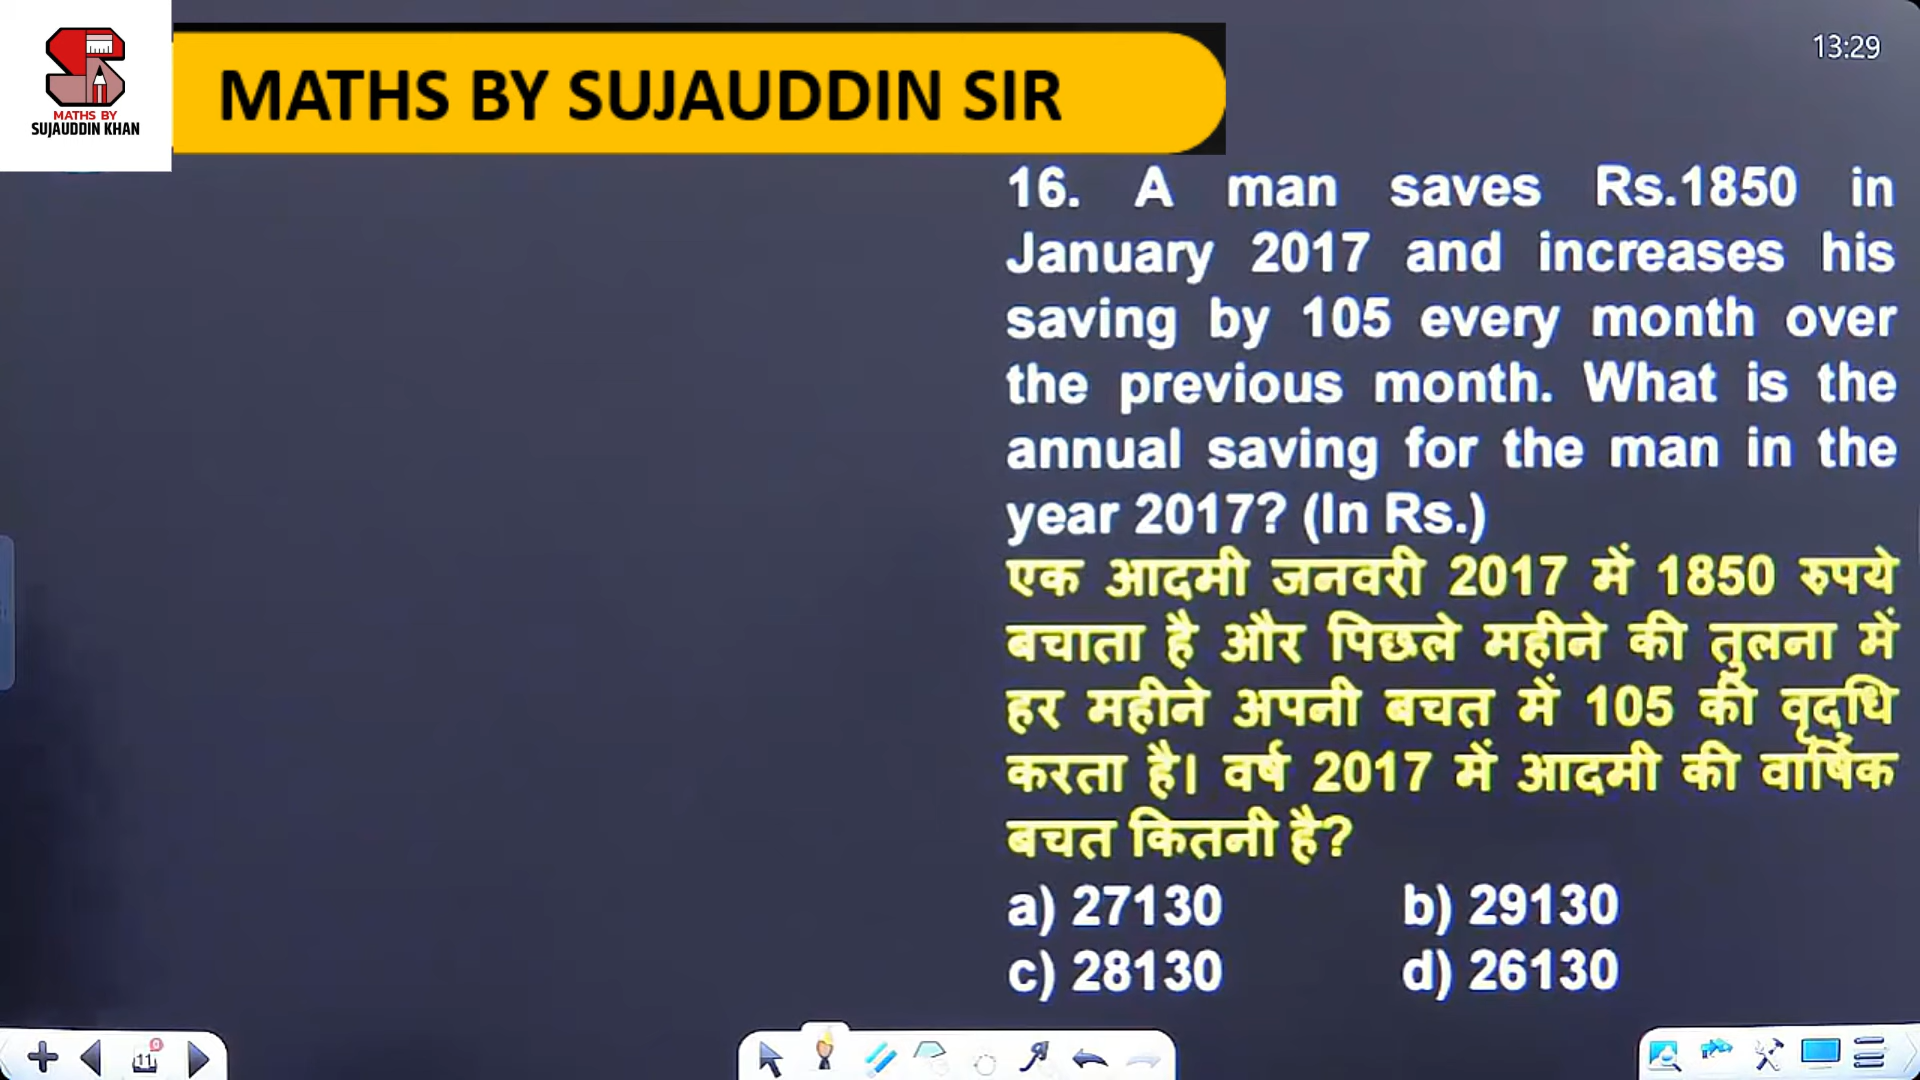 MATHS BY
SUJAUDDIN KHAN
MATHS BY SUJAUDDIN SIR
13:29
16. A man saves Rs.1850 in
January 2017 and increases his
saving by 105 every month over
the previous month. What is the
annual saving for the man in the
year 2017? (In Rs.)
एक आदमी जनवरी 2017 में 1850 रुपये
बचाता है और पिछले महीने की तुलना में
हर महीने अपनी बचत में 105 की वृद्धि
करता है। वर्ष 2017 में आदमी की वार्षिक
बचत कितनी है?
a) 27130 b) 29130
c) 28130 d) 26130
11
0